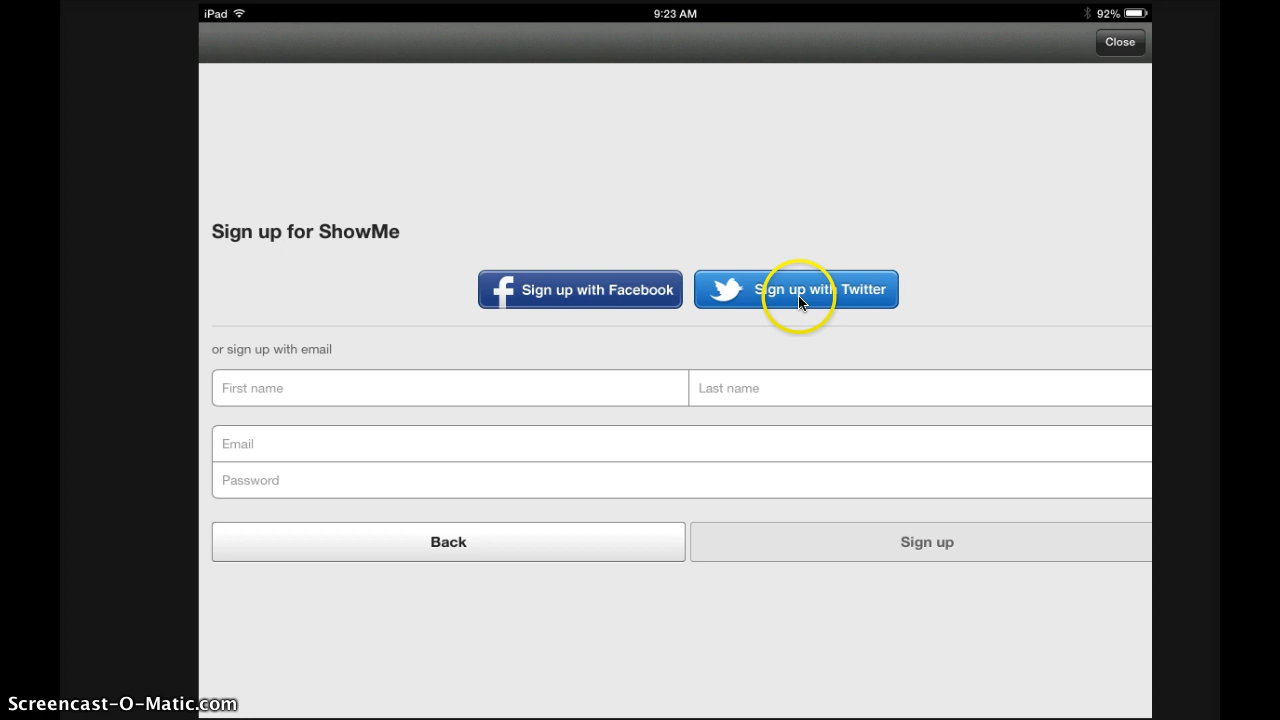 iPad 9:23 AM 92%
Close
Sign up for ShowMe
Sign up with Facebook Sign up with Twitter
or sign up with email
First name Last name
Email
Password
Back Sign up
Screencast-O-Matic.com